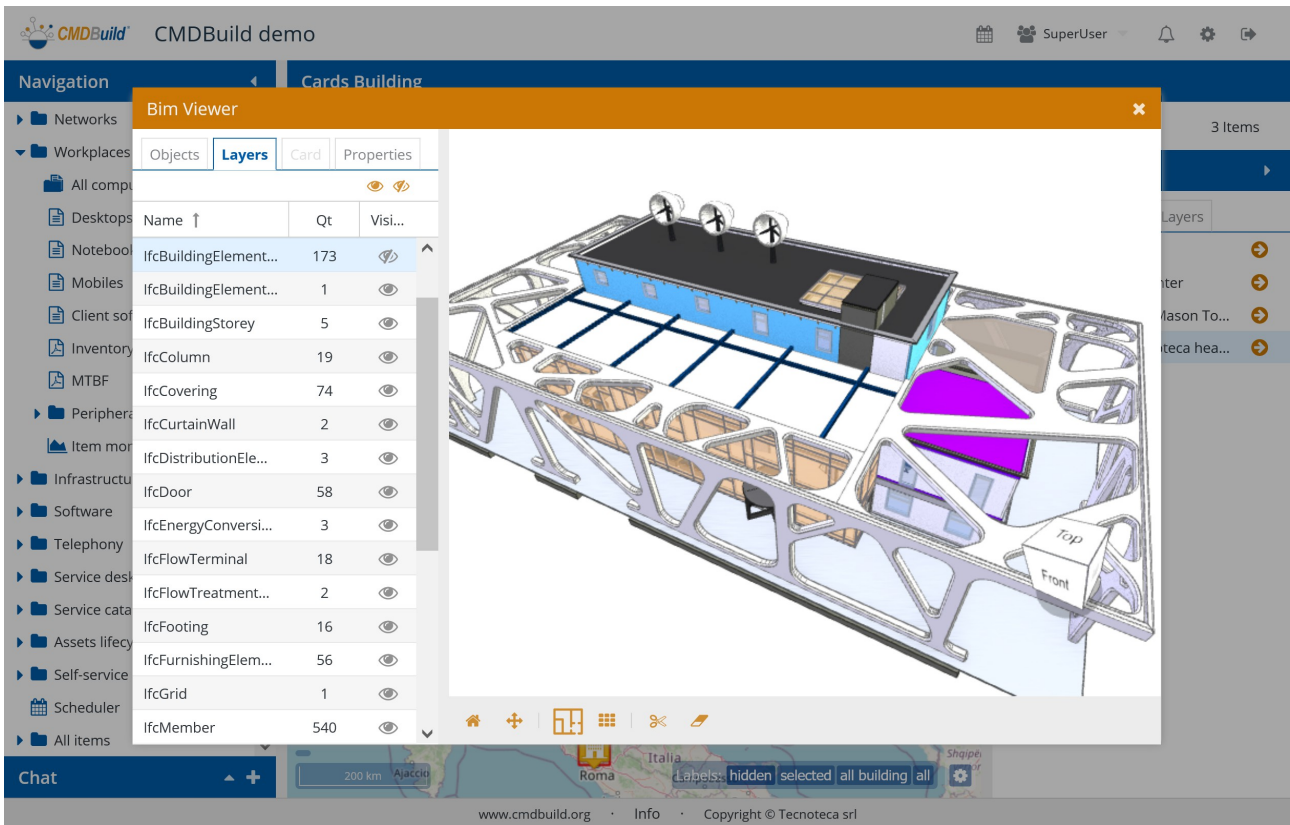 CMDBuild CMDBuild demo SuperUser
Navigation
Cards Building
Networks
Workplaces
All compu
Desktops
Noteboo
Mobiles
Client sof
Inventory
MTBF
Periphera
Item mor
Infrastructu
Software
Telephony
Service desk
Service cata
Assets lifecy
Self-service
Scheduler
All items
Chat
Bim Viewer
Objects Layers Card Properties
Name Qt Visi...
IfcBuildingElement... 173
IfcBuildingElement... 1
IfcBuildingStorey 5
IfcColumn 19
IfcCovering 74
IfcCurtainWall 2
IfcDistributionEle... 3
IfcDoor 58
IfcEnergyConversi... 3
IfcFlowTerminal 18
IfcFlowTreatment... 2
IfcFooting 16
IfcFurnishingElem... 56
IfcGrid 1
IfcMember 540
Top
Front
3 Items
Layers
nter
Mason To...
oteca hea...
200 km Ajaccio
Roma
Italia
Shqipër
Labels: hidden selected all building all
www.cmdbuild.org · Info · Copyright © Tecnoteca srl